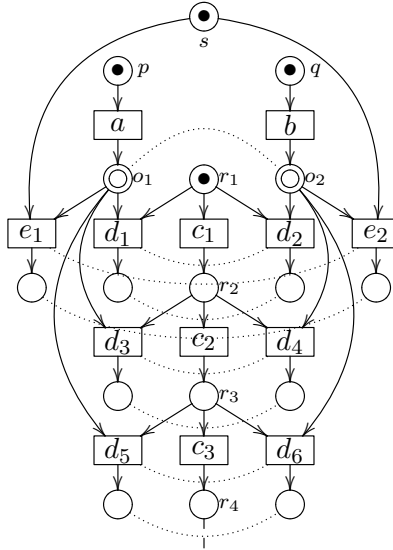 s
p q
a b
o₁ r₁ o₂
e₁ d₁ c₁ d₂ e₂
r₂
d₃ c₂ d₄
r₃
d₅ c₃ d₆
r₄